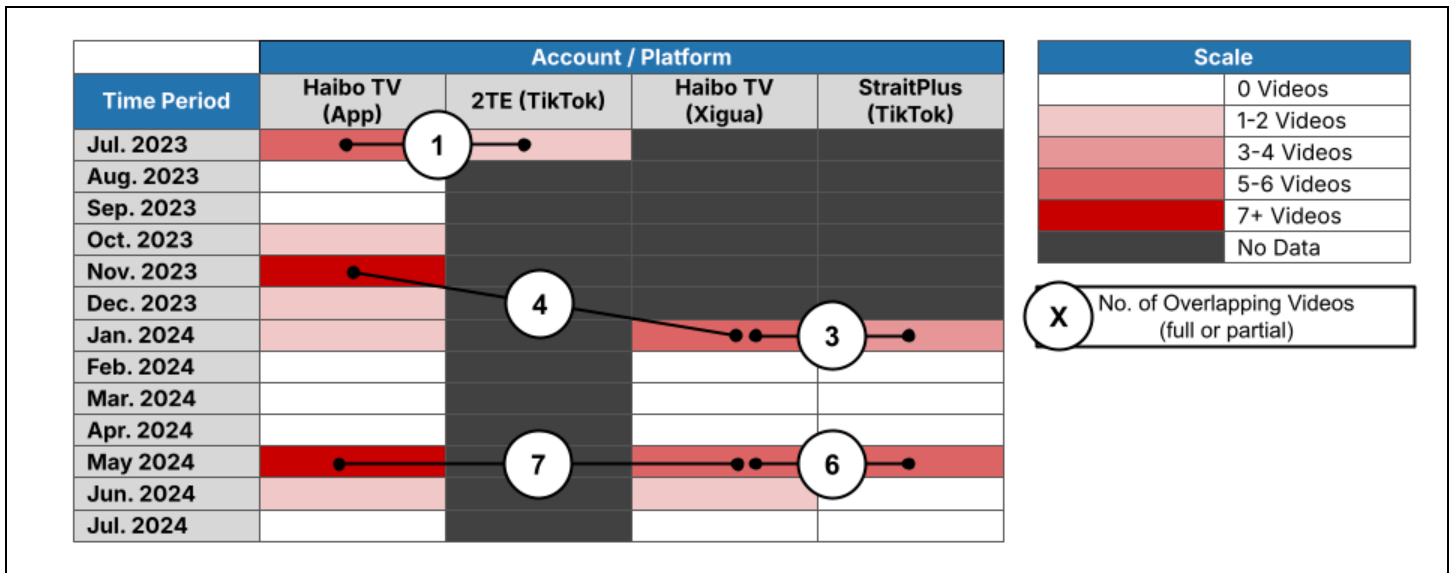 Account / Platform
Time Period
Haibo TV
(App)
2TE (TikTok)
Haibo TV
(Xigua)
StraitPlus
(TikTok)
Jul. 2023
1
Aug. 2023
Sep. 2023
Oct. 2023
Nov. 2023
Dec. 2023
4
Jan. 2024
3
Feb. 2024
Mar. 2024
Apr. 2024
May 2024
7
6
Jun. 2024
Jul. 2024
Scale
0 Videos
1-2 Videos
3-4 Videos
5-6 Videos
7+ Videos
No Data
X
No. of Overlapping Videos
(full or partial)